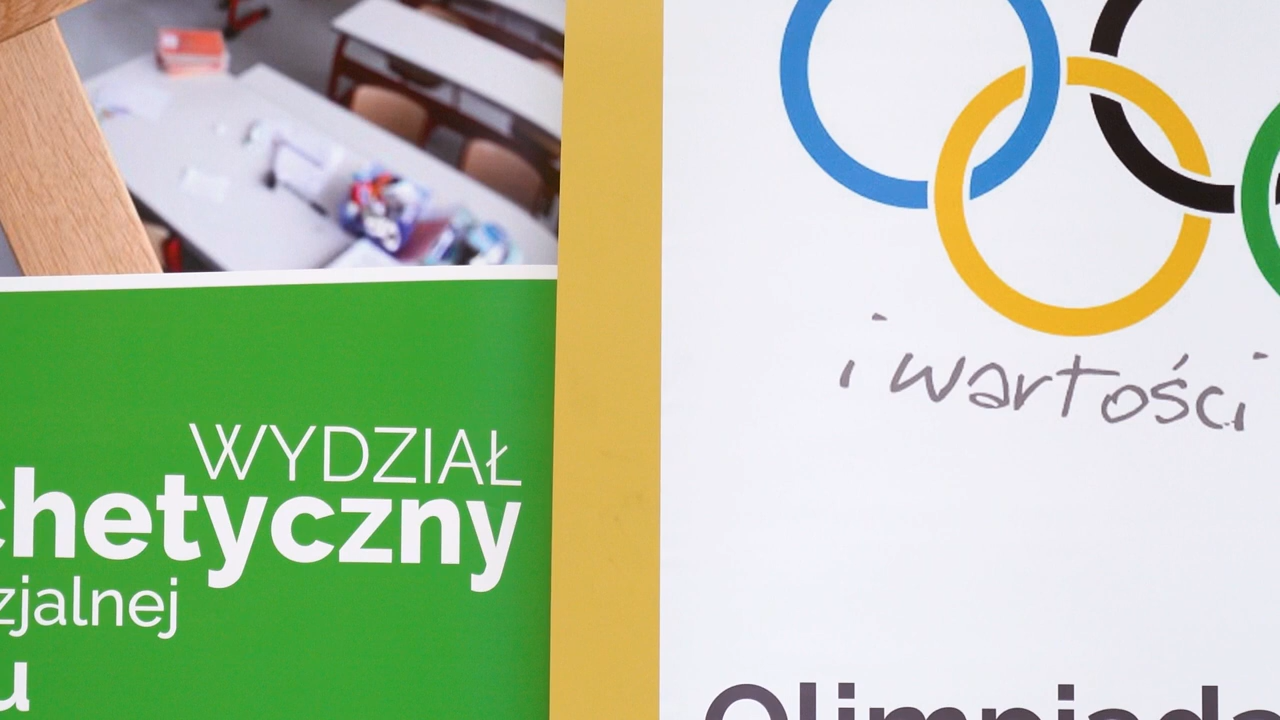 WYDZIAŁ
chetyczny
zjalnej
u
i wartości
Olimpiada